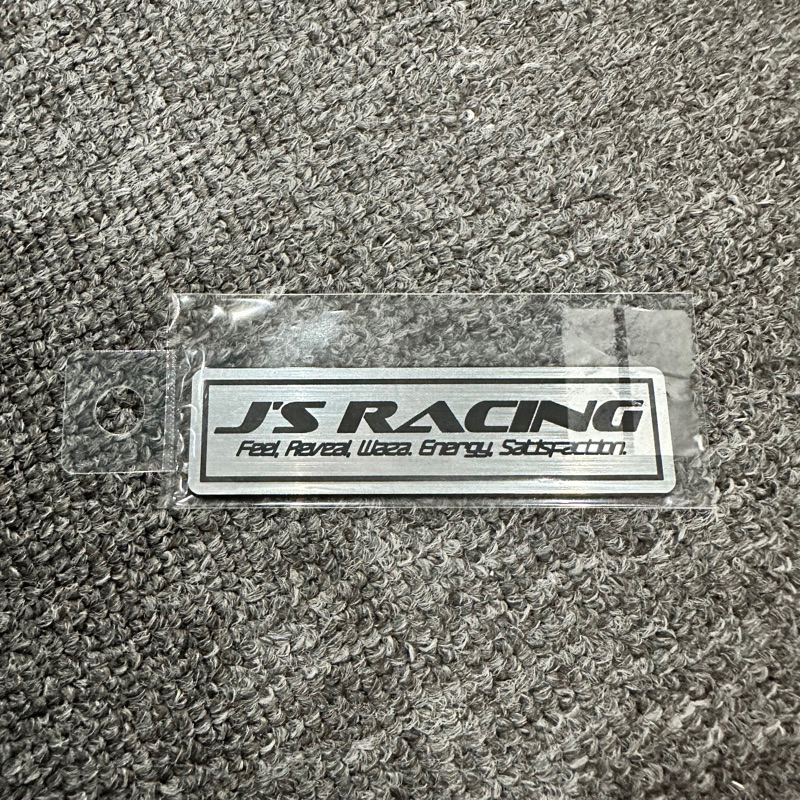 J'S RACING
Feel, Reveal, Waza. Energy, Satisfaction.